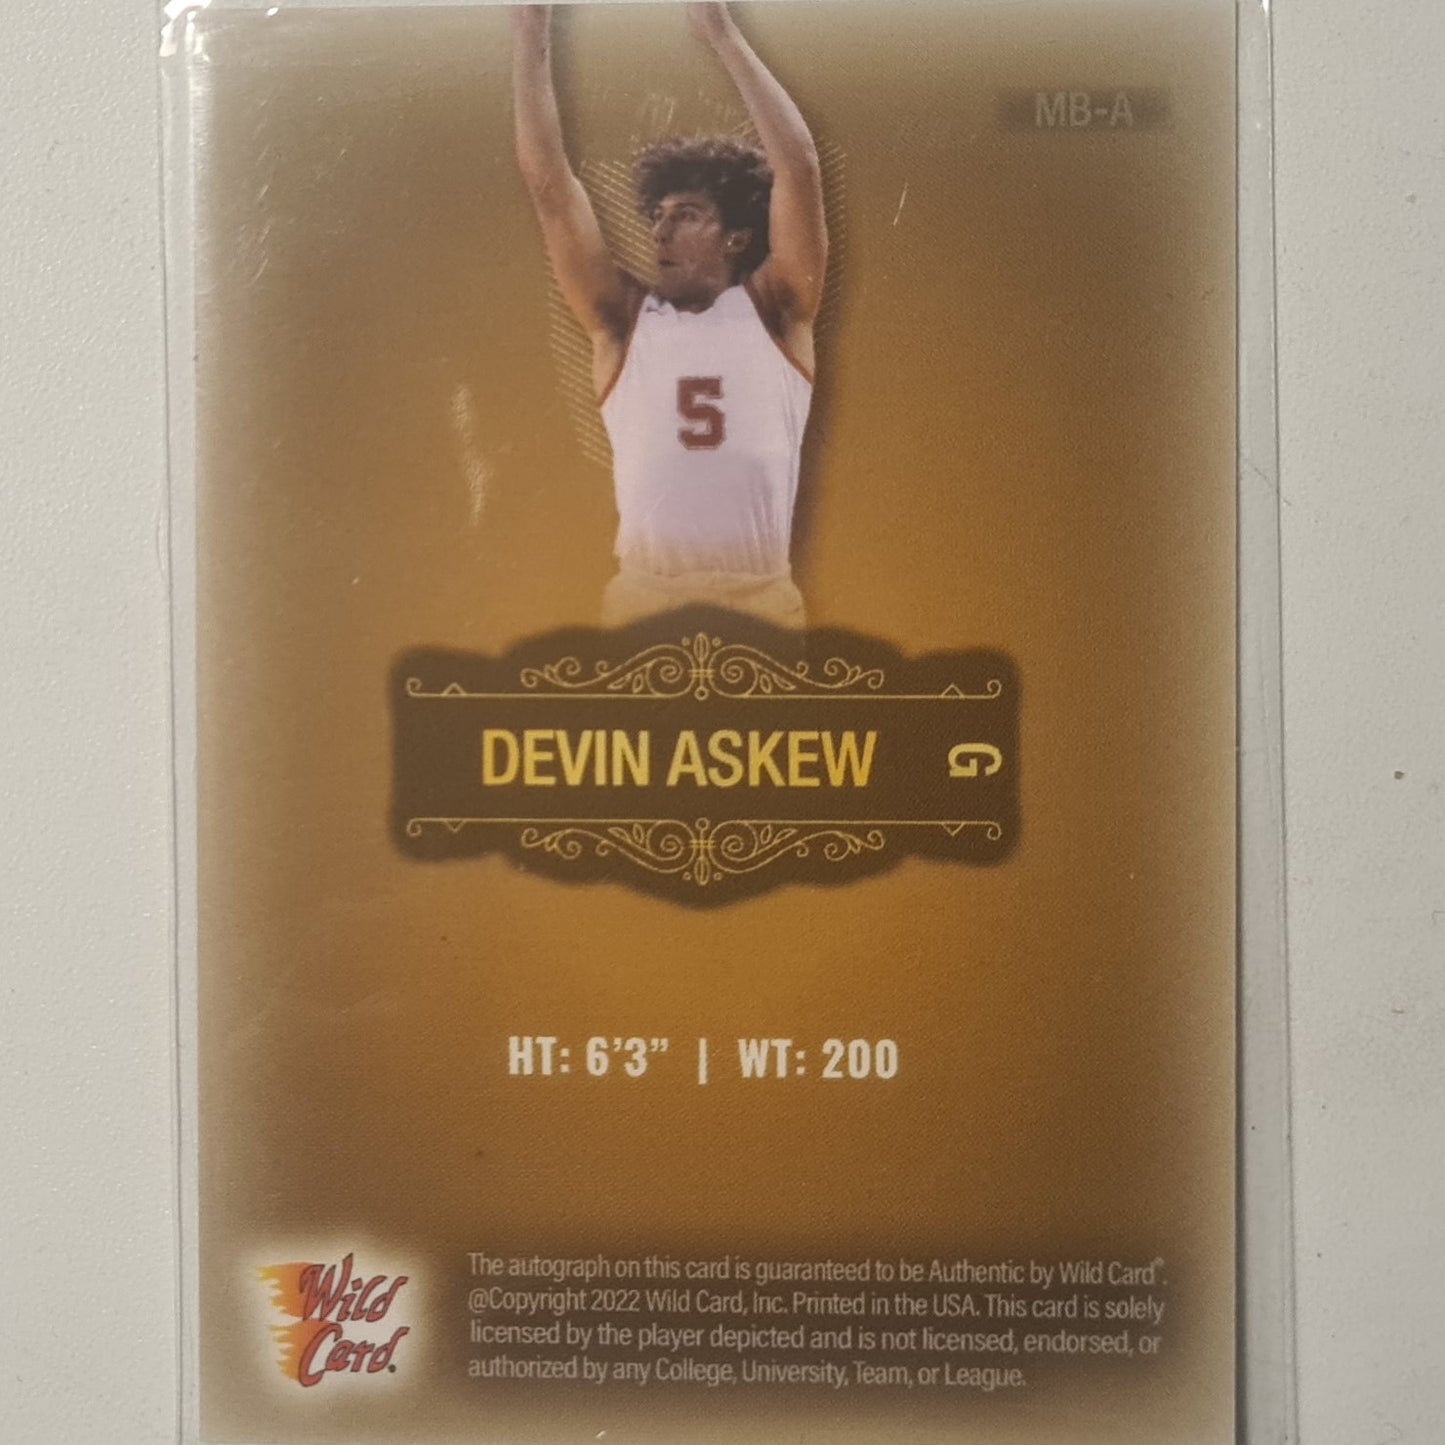 MB-A
5
DEVIN ASKEW G
HT: 6’3” | WT: 200
Wild
Card®
The autograph on this card is guaranteed to be Authentic by Wild Card®.
@Copyright 2022 Wild Card, Inc. Printed in the USA. This card is solely
licensed by the player depicted and is not licensed, endorsed, or
authorized by any College, University, Team, or League.